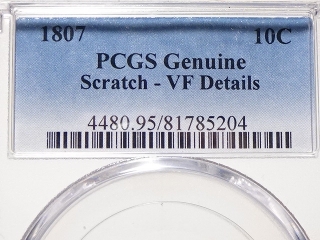 1807 10C
PCGS Genuine
Scratch - VF Details
4480.95/81785204